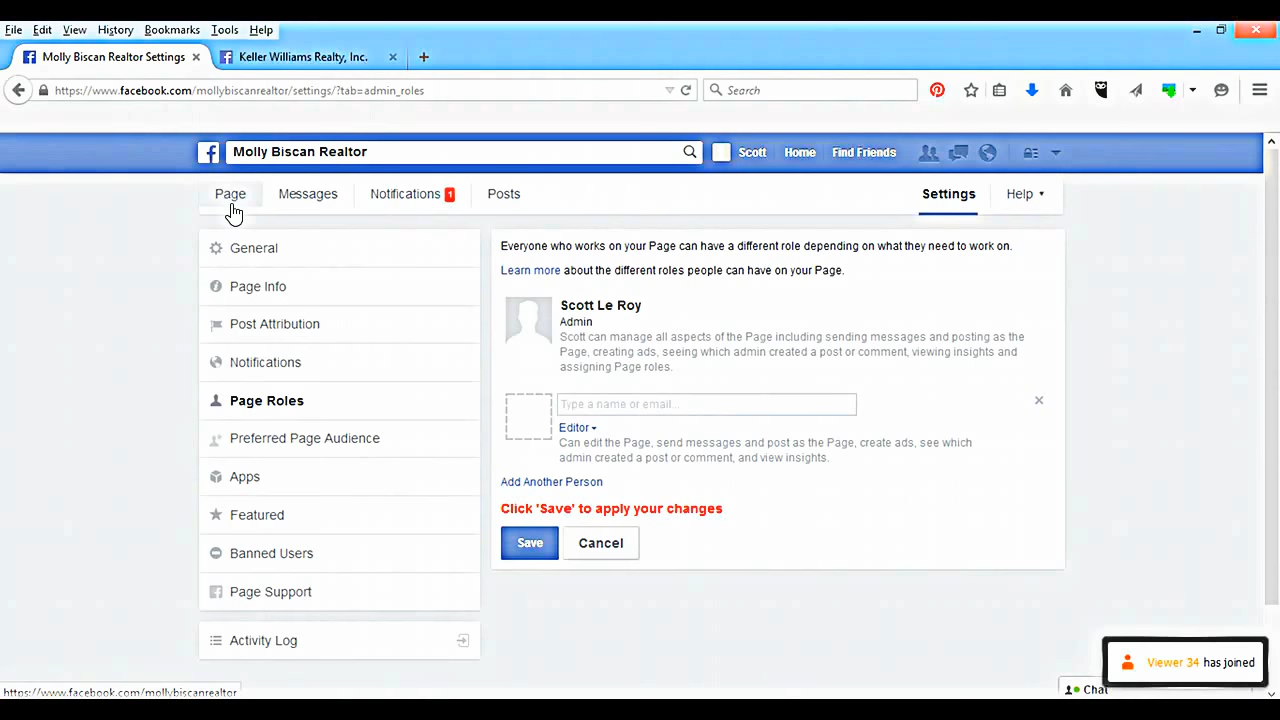 File Edit View History Bookmarks Tools Help
Molly Biscan Realtor Settings × Keller Williams Realty, Inc. × +
https://www.facebook.com/mollybiscanrealtor/settings/?tab=admin_roles Search
Molly Biscan Realtor Scott Home Find Friends
Page Messages Notifications 1 Posts Settings Help
General
Page Info
Post Attribution
Notifications
Page Roles
Preferred Page Audience
Apps
Featured
Banned Users
Page Support
Activity Log
Everyone who works on your Page can have a different role depending on what they need to work on.
Learn more about the different roles people can have on your Page.
Scott Le Roy
Admin
Scott can manage all aspects of the Page including sending messages and posting as the
Page, creating ads, seeing which admin created a post or comment, viewing insights and
assigning Page roles.
Type a name or email...
Editor
Can edit the Page, send messages and post as the Page, create ads, see which
admin created a post or comment, and view insights.
Add Another Person
Click 'Save' to apply your changes
Save Cancel
Viewer 34 has joined
Chat
https://www.facebook.com/mollybiscanrealtor